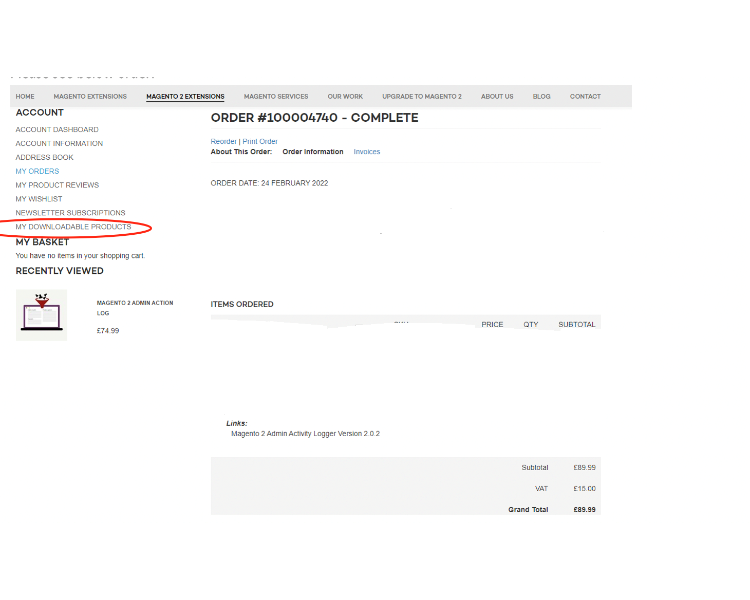 HOME MAGENTO EXTENSIONS MAGENTO 2 EXTENSIONS MAGENTO SERVICES OUR WORK UPGRADE TO MAGENTO 2 ABOUT US BLOG CONTACT
ACCOUNT
ACCOUNT DASHBOARD
ACCOUNT INFORMATION
ADDRESS BOOK
MY ORDERS
MY PRODUCT REVIEWS
MY WISHLIST
NEWSLETTER SUBSCRIPTIONS
MY DOWNLOADABLE PRODUCTS
MY BASKET
You have no items in your shopping cart.
RECENTLY VIEWED
MAGENTO 2 ADMIN ACTION
LOG
£74.99
ORDER #100004740 - COMPLETE
Reorder | Print Order
About This Order: Order Information Invoices
ORDER DATE: 24 FEBRUARY 2022
ITEMS ORDERED
PRICE QTY SUBTOTAL
Links:
Magento 2 Admin Activity Logger Version 2.0.2
Subtotal £89.99
VAT £15.00
Grand Total £89.99